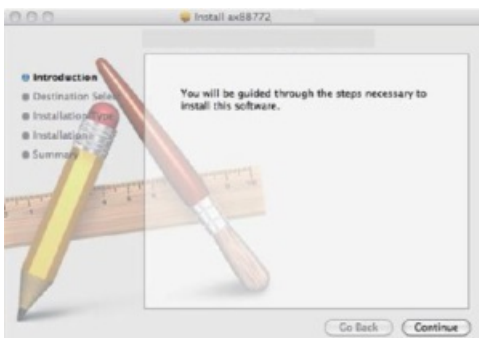 Install ax88772
Introduction
Destination Select
Installation Type
Installation
Summary
You will be guided through the steps necessary to
install this software.
Go Back
Continue